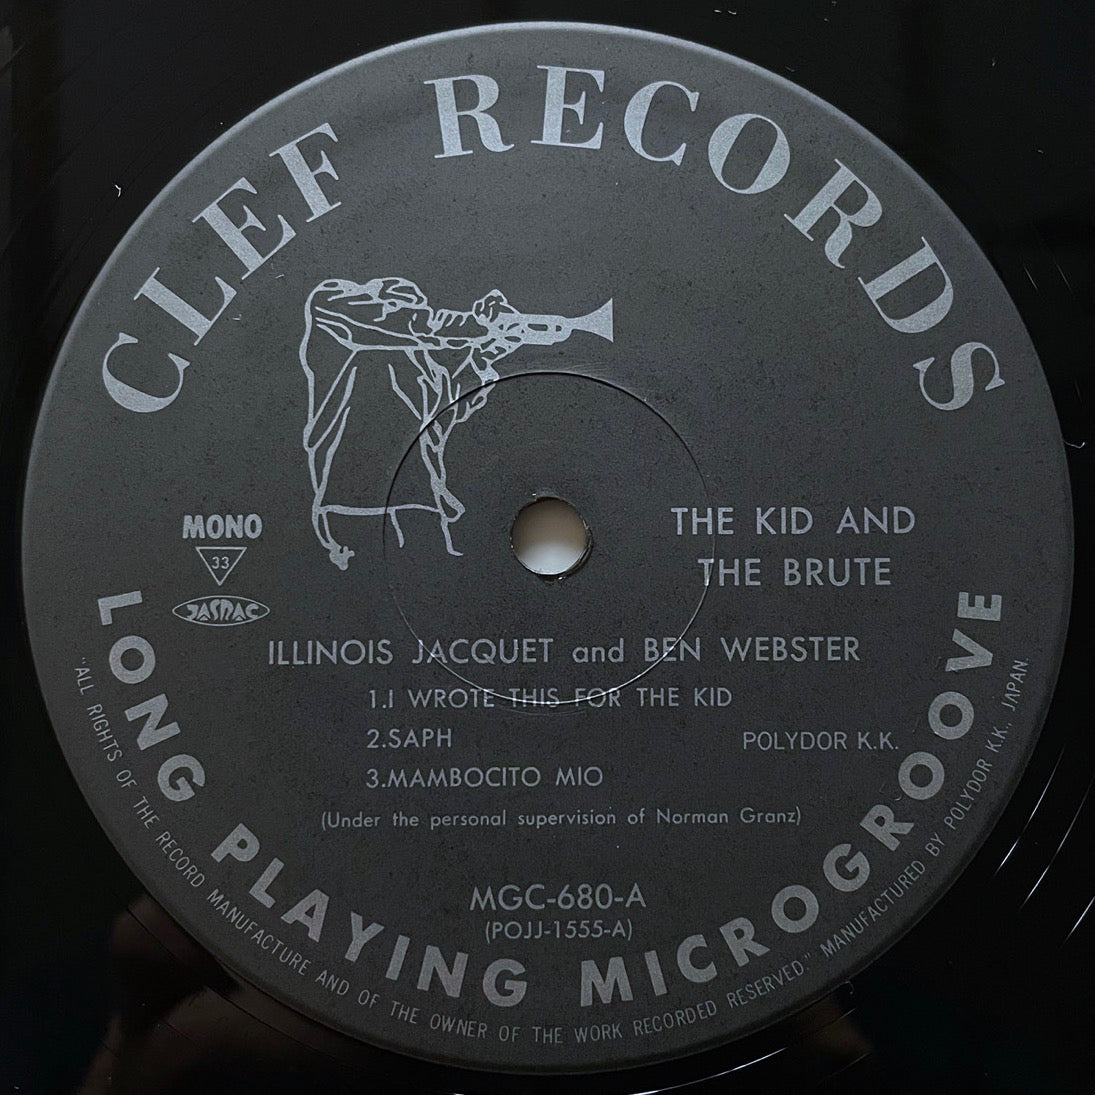 CLEF RECORDS
MONO
33
JASRAC
THE KID AND
THE BRUTE
ILLINOIS JACQUET and BEN WEBSTER
1.I WROTE THIS FOR THE KID
2.SAPH
POLYDOR K.K.
3.MAMBOCITO MIO
(Under the personal supervision of Norman Granz)
MGC-680-A
(POJJ-1555-A)
LONG PLAYING MICROGROOVE
"ALL RIGHTS OF THE RECORD MANUFACTURE AND OF THE OWNER OF THE WORK RECORDED RESERVED." MANUFACTURED BY POLYDOR K.K., JAPAN